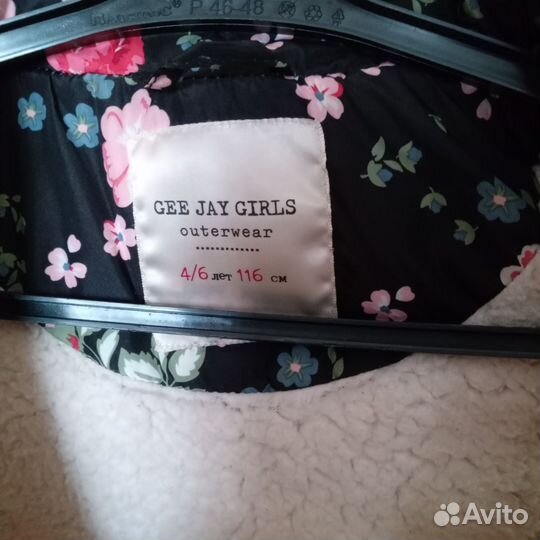 P 46-48
GEE JAY GIRLS
outerwear
4/6 лет 116 см
Avito